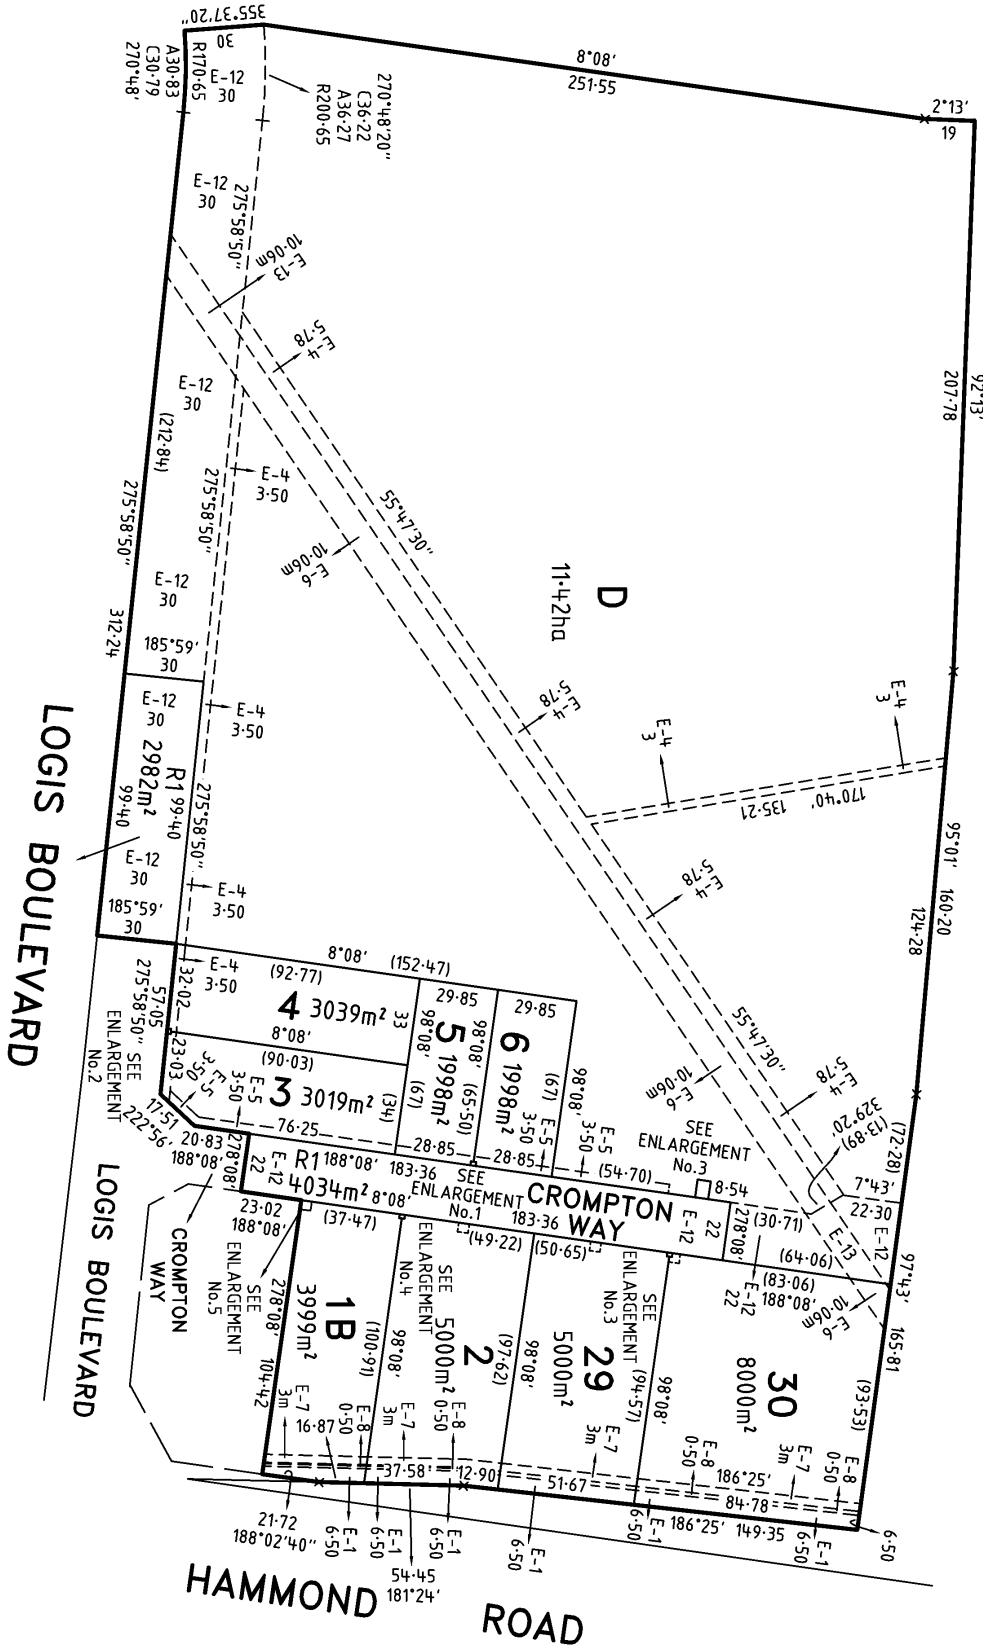 355°37'20"
30
R170·65
A30·83
C30·79
270°48'
E-12
30
270°48'20"
C36·22
A36·27
R200·65
8°08'
251·55
2°13'
19
92°13'
207·78
E-12
30
275°58'50"
E-13
10·06m
E-4
5·78
E-12
30
(212·84)
275°58'50"
312·24
E-4
3·50
275°58'50"
55°47'30"
E-6
10·06m
D
11·42ha
E-12
30
185°59'
30
E-4
3·50
E-4
5·78
E-4
3
E-4
3
170°40'
135·21
95°01'
160·20
124·28
E-12
30
R1 99·40
2982m²
99·40
275°58'50"
E-12
30
185°59'
30
E-4
3·50
E-4
5·78
LOGIS BOULEVARD
E-4
3·50
32·02
57·05
275°58'50"
SEE
ENLARGEMENT
No.2
23·03
8°08'
(152·47)
(92·77)
4 3039m²
33
8°08'
(90·03)
3 3019m²
(34)
29·85
98°08'
5 1998m²
(67)
29·85
98°08'
(65·50)
6 1998m²
(67)
98°08'
E-5
3·50
E-5
3·50
E-5
3·50
E-5
3·50
17·51
222°56'
20·83
188°08'
278°08'
22
76·25
28·85
28·85
(54·70)
SEE
ENLARGEMENT
No.3
8·54
55°47'30"
E-6
10·06m
E-4
5·78
329°20'
(13·89)
(72·28)
7°43'
22·30
E-12
E-13
R1
4034m²
E-12
188°08'
183·36
8°08'
SEE
ENLARGEMENT
No.1
183·36
CROMPTON
WAY
E-12
22
278°08'
(30·71)
(64·06)
(83·06)
188°08'
E-12
22
E-6
10·06m
97°43'
165·81
(93·53)
23·02
188°08'
(37·47)
(49·22)
(50·65)
CROMPTON
WAY
LOGIS BOULEVARD
SEE
ENLARGEMENT
No.5
278°08'
104·42
1B
3999m²
(100·91)
98°08'
SEE
ENLARGEMENT
No.4
2
5000m²
(97·62)
98°08'
29
5000m²
SEE
ENLARGEMENT
No.3
(94·57)
98°08'
30
8000m²
E-7
3m
E-8
0·50
E-7
3m
E-8
0·50
E-7
3m
E-8
0·50
E-7
3m
E-8
0·50
16·87
37·58
12·90
51·67
186°25'
84·78
186°25'
149·35
21·72
188°02'40"
E-1
6·50
E-1
6·50
54·45
181°24'
E-1
6·50
E-1
6·50
E-1
6·50
E-1
6·50
6·50
HAMMOND ROAD